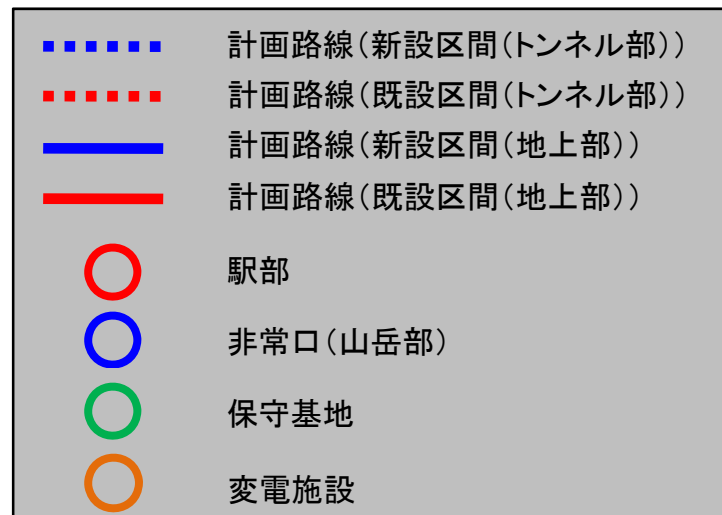 計画路線(新設区間(トンネル部))
計画路線(既設区間(トンネル部))
計画路線(新設区間(地上部))
計画路線(既設区間(地上部))
駅部
非常口(山岳部)
保守基地
変電施設